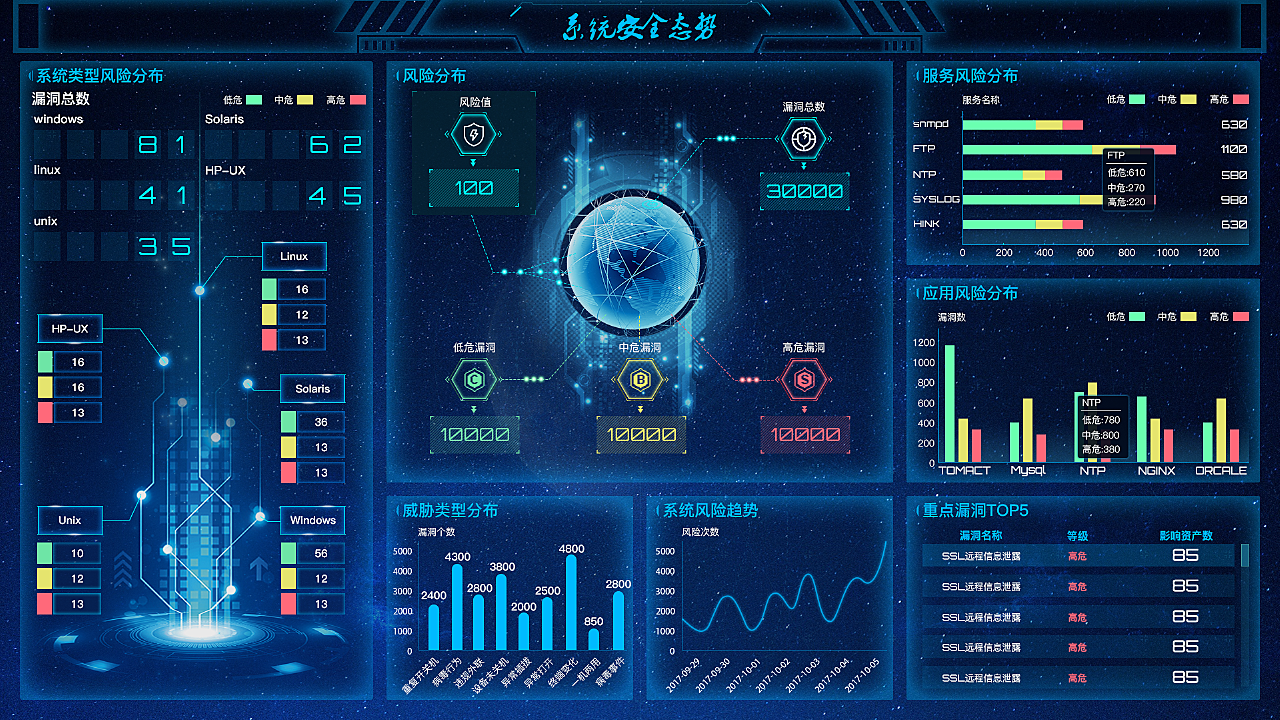 系统安全态势
系统类型风险分布
漏洞总数
低危 中危 高危
windows
81
Solaris
62
linux
41
HP-UX
45
unix
35
Linux
16
12
13
HP-UX
16
16
13
Solaris
36
13
13
Unix
10
12
13
Windows
56
12
13
风险分布
风险值
100
漏洞总数
30000
低危漏洞
C
10000
中危漏洞
B
10000
高危漏洞
S
10000
威胁类型分布
漏洞个数
5000
4000
3000
2000
1000
0
2400
4300
2800
3800
2000
2500
4800
850
2800
重复开关机
病毒行为
违规外联
设备未关机
异常游戏
异常打开
终端变化
一机两用
病毒事件
系统风险趋势
风险次数
5000
4000
3000
2000
1000
0
2017-09-29
2017-09-30
2017-10-01
2017-10-02
2017-10-03
2017-10-04
2017-10-05
服务风险分布
服务名称
低危 中危 高危
snmpd
630
FTP
1100
NTP
580
SYSLOG
980
HINK
630
FTP
低危:610
中危:270
高危:220
0 200 400 600 800 1000 1200
应用风险分布
漏洞数
低危 中危 高危
1200
1000
800
600
400
200
0
NTP
低危:780
中危:800
高危:380
TOMACT Mysql NTP NGINX ORCALE
重点漏洞TOP5
漏洞名称 等级 影响资产数
SSL远程信息泄露 高危 85
SSL远程信息泄露 高危 85
SSL远程信息泄露 高危 85
SSL远程信息泄露 高危 85
SSL远程信息泄露 高危 85